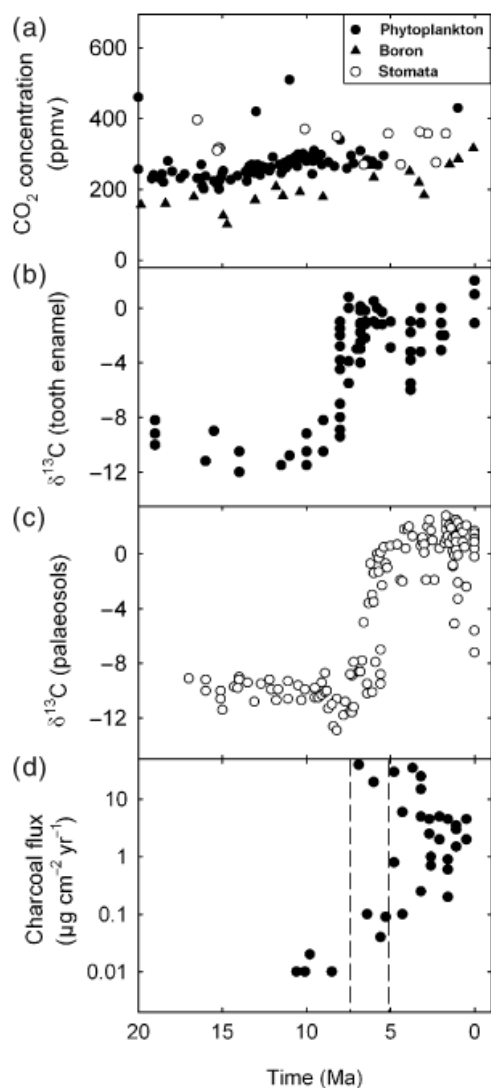 (a)
CO₂ concentration
(ppmv)
600
400
200
0
Phytoplankton
Boron
Stomata
(b)
δ¹³C (tooth enamel)
0
−4
−8
−12
(c)
δ¹³C (palaeosols)
0
−4
−8
−12
(d)
Charcoal flux
(µg cm⁻² yr⁻¹)
10
1
0.1
0.01
20 15 10 5 0
Time (Ma)